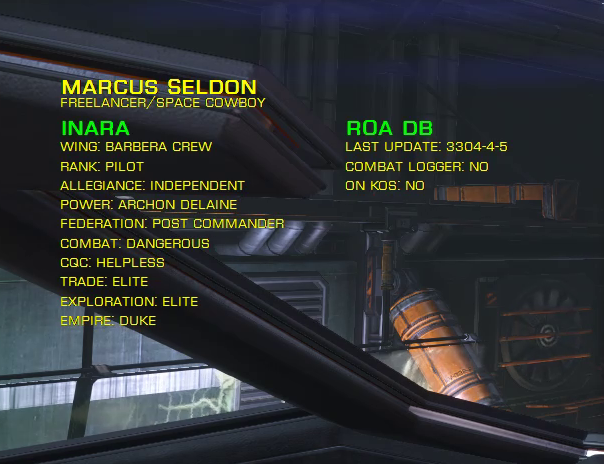 MARCUS SELDON
FREELANCER/SPACE COWBOY
INARA
WING: BARBERA CREW
RANK: PILOT
ALLEGIANCE: INDEPENDENT
POWER: ARCHON DELAINE
FEDERATION: POST COMMANDER
COMBAT: DANGEROUS
CQC: HELPLESS
TRADE: ELITE
EXPLORATION: ELITE
EMPIRE: DUKE
ROA DB
LAST UPDATE: 3304-4-5
COMBAT LOGGER: NO
ON KOS: NO